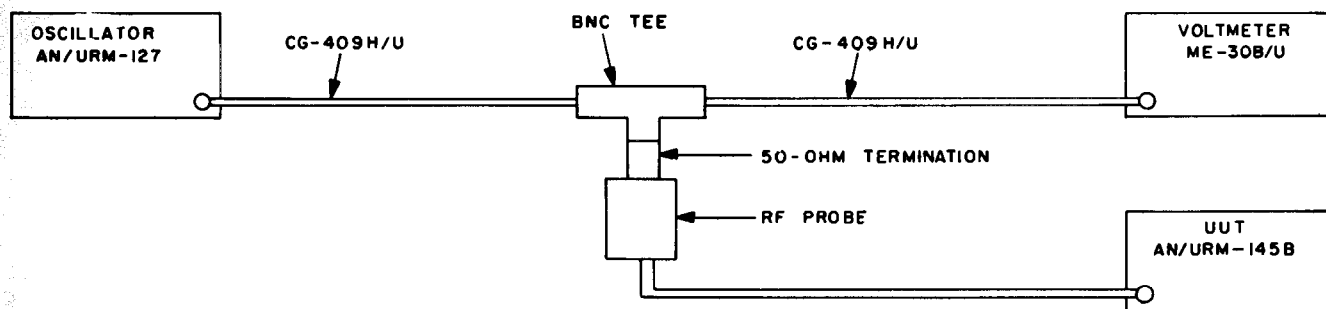 OSCILLATOR
AN/URM-127
CG-409H/U
BNC TEE
CG-409H/U
VOLTMETER
ME-30B/U
50-OHM TERMINATION
RF PROBE
UUT
AN/URM-145B